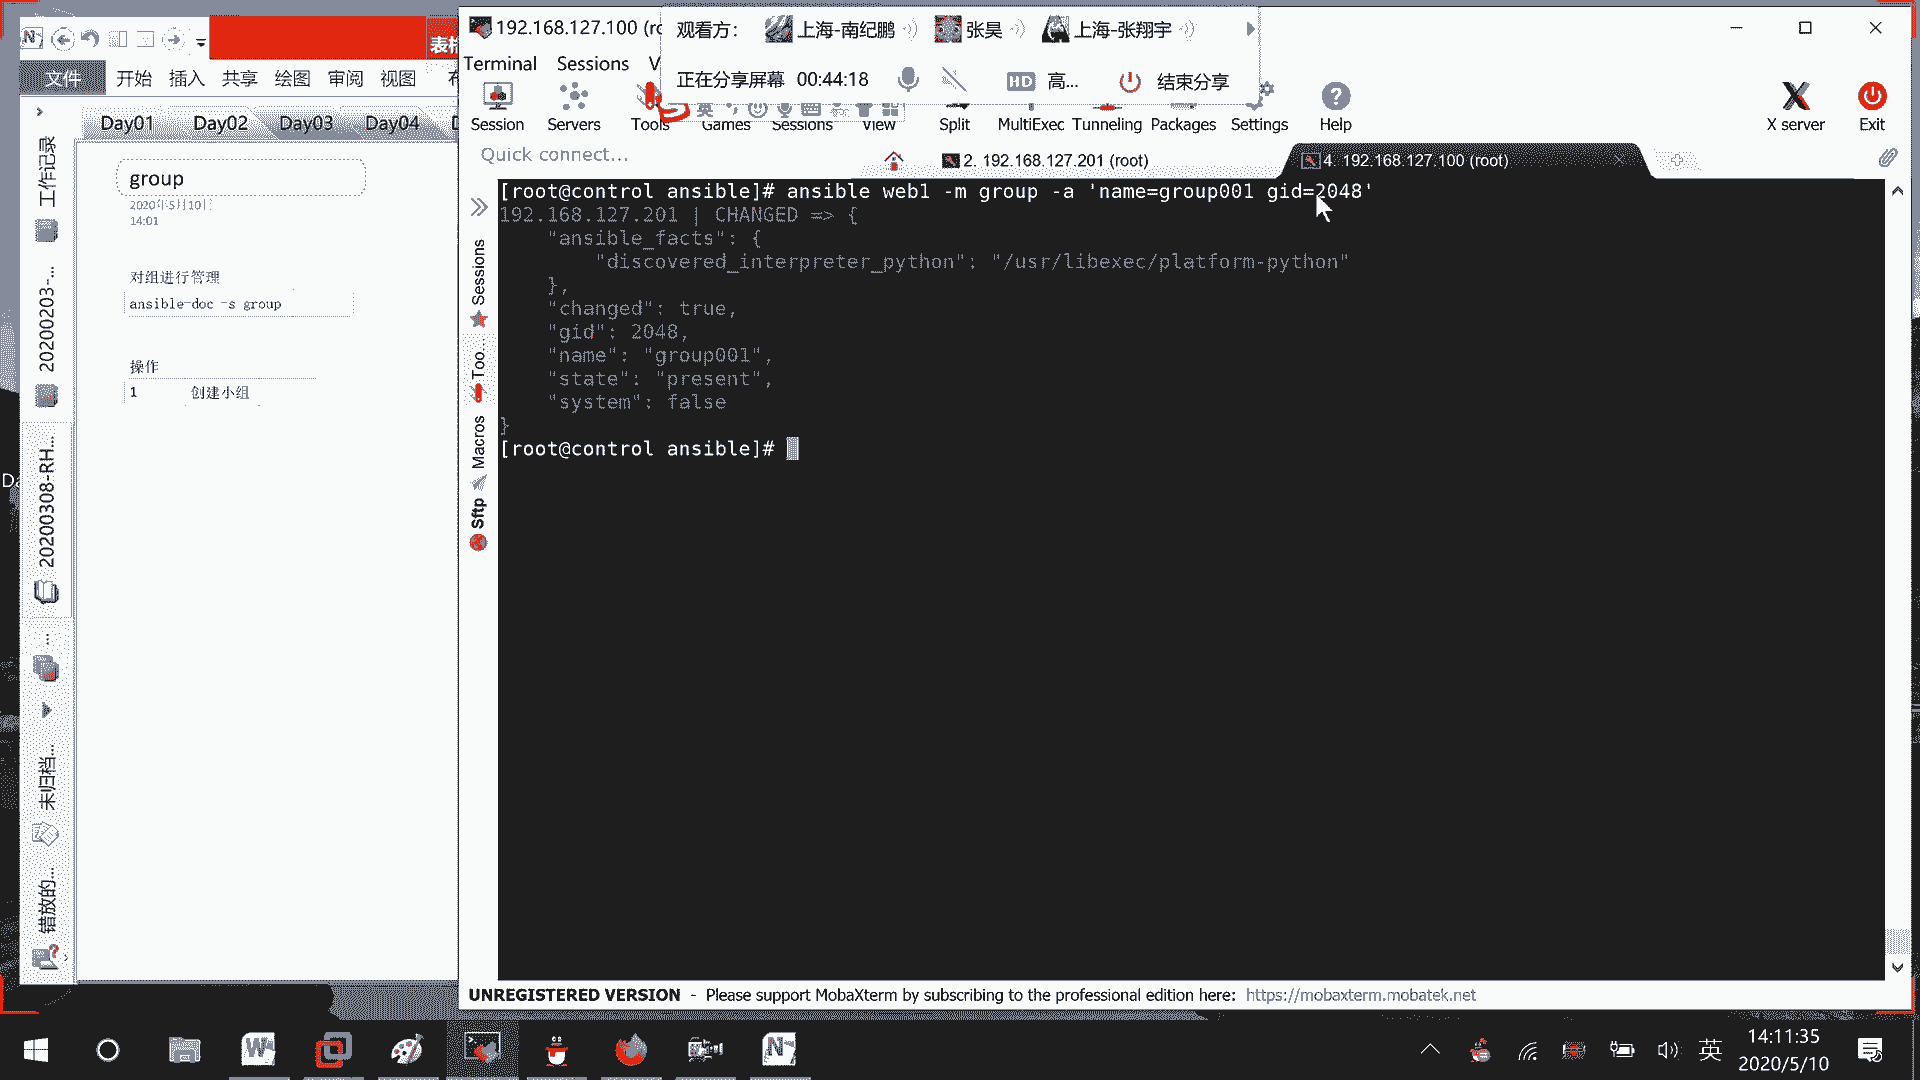 192.168.127.100 (ro
观看方：
上海-南纪鹏
张昊
上海-张翔宇
正在分享屏幕 00:44:18
高...
结束分享
文件
开始
插入
共享
绘图
审阅
视图
Terminal
Sessions
Session
Servers
Tools
Games
Sessions
View
Split
MultiExec
Tunneling
Packages
Settings
Help
X server
Exit
Day01
Day02
Day03
Day04
Quick connect...
2. 192.168.127.201 (root)
4. 192.168.127.100 (root)
工作记录
20200203-...
20200308-RH...
未归档...
错放的...
group
2020年5月10日
14:01
对组进行管理
ansible-doc -s group
操作
1 创建小组
Sessions
Too...
Macros
Sftp
[root@control ansible]# ansible web1 -m group -a 'name=group001 gid=2048'
192.168.127.201 | CHANGED => {
"ansible_facts": {
"discovered_interpreter_python": "/usr/libexec/platform-python"
},
"changed": true,
"gid": 2048,
"name": "group001",
"state": "present",
"system": false
}
[root@control ansible]#
UNREGISTERED VERSION - Please support MobaXterm by subscribing to the professional edition here: https://mobaxterm.mobatek.net
英
14:11:35
2020/5/10